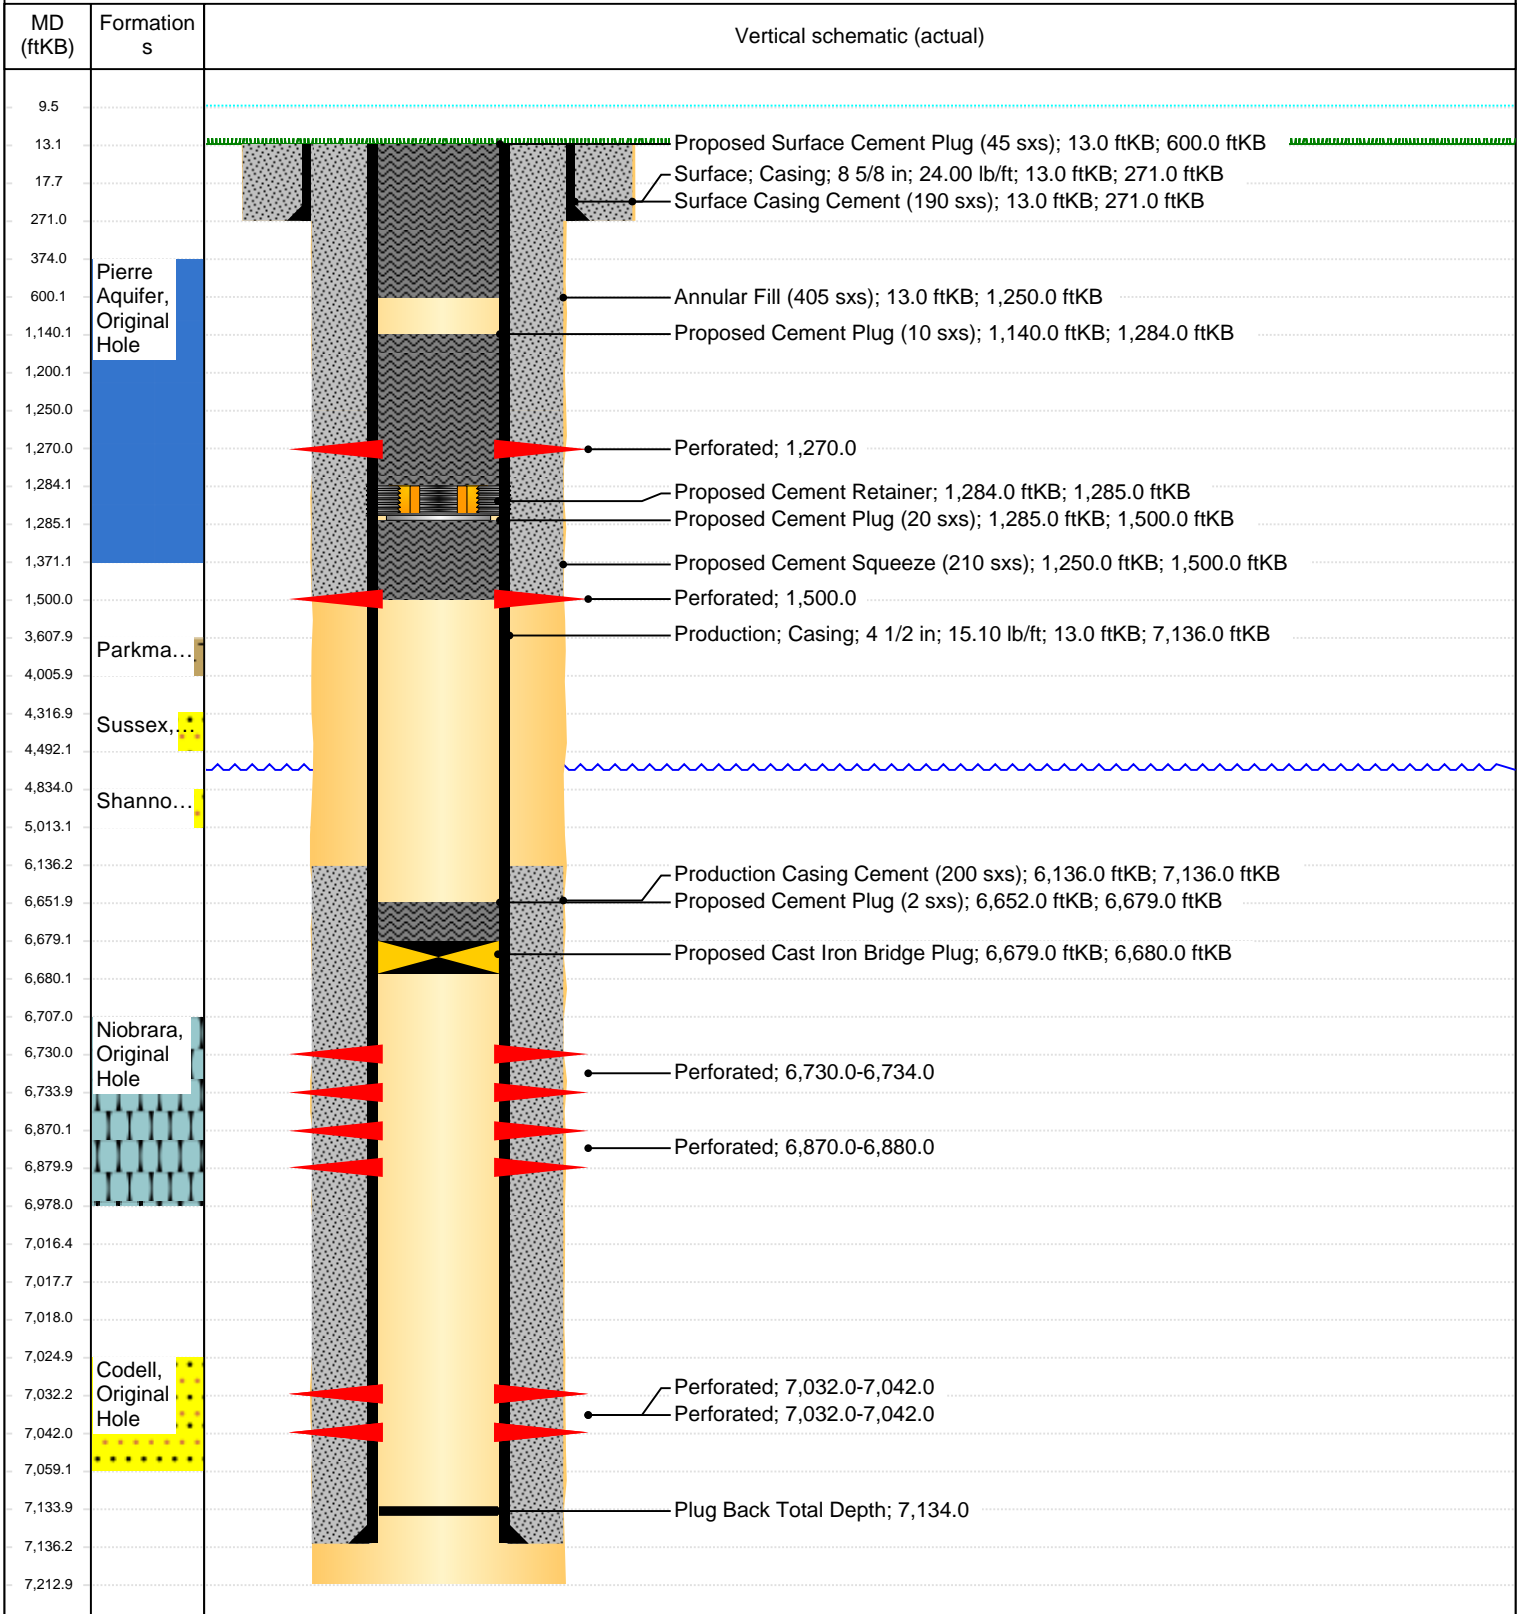 MD
(ftKB)
Formation
s
Vertical schematic (actual)
9.5
13.1
17.7
271.0
374.0
600.1
1,140.1
1,200.1
1,250.0
1,270.0
1,284.1
1,285.1
1,371.1
1,500.0
3,607.9
4,005.9
4,316.9
4,492.1
4,834.0
5,013.1
6,136.2
6,651.9
6,679.1
6,680.1
6,707.0
6,730.0
6,733.9
6,870.1
6,879.9
6,978.0
7,016.4
7,017.7
7,018.0
7,024.9
7,032.2
7,042.0
7,059.1
7,133.9
7,136.2
7,212.9
Pierre
Aquifer,
Original
Hole
Parkma…
Sussex,…
Shanno…
Niobrara,
Original
Hole
Codell,
Original
Hole
Proposed Surface Cement Plug (45 sxs); 13.0 ftKB; 600.0 ftKB
Surface; Casing; 8 5/8 in; 24.00 lb/ft; 13.0 ftKB; 271.0 ftKB
Surface Casing Cement (190 sxs); 13.0 ftKB; 271.0 ftKB
Annular Fill (405 sxs); 13.0 ftKB; 1,250.0 ftKB
Proposed Cement Plug (10 sxs); 1,140.0 ftKB; 1,284.0 ftKB
Perforated; 1,270.0
Proposed Cement Retainer; 1,284.0 ftKB; 1,285.0 ftKB
Proposed Cement Plug (20 sxs); 1,285.0 ftKB; 1,500.0 ftKB
Proposed Cement Squeeze (210 sxs); 1,250.0 ftKB; 1,500.0 ftKB
Perforated; 1,500.0
Production; Casing; 4 1/2 in; 15.10 lb/ft; 13.0 ftKB; 7,136.0 ftKB
Production Casing Cement (200 sxs); 6,136.0 ftKB; 7,136.0 ftKB
Proposed Cement Plug (2 sxs); 6,652.0 ftKB; 6,679.0 ftKB
Proposed Cast Iron Bridge Plug; 6,679.0 ftKB; 6,680.0 ftKB
Perforated; 6,730.0-6,734.0
Perforated; 6,870.0-6,880.0
Perforated; 7,032.0-7,042.0
Perforated; 7,032.0-7,042.0
Plug Back Total Depth; 7,134.0